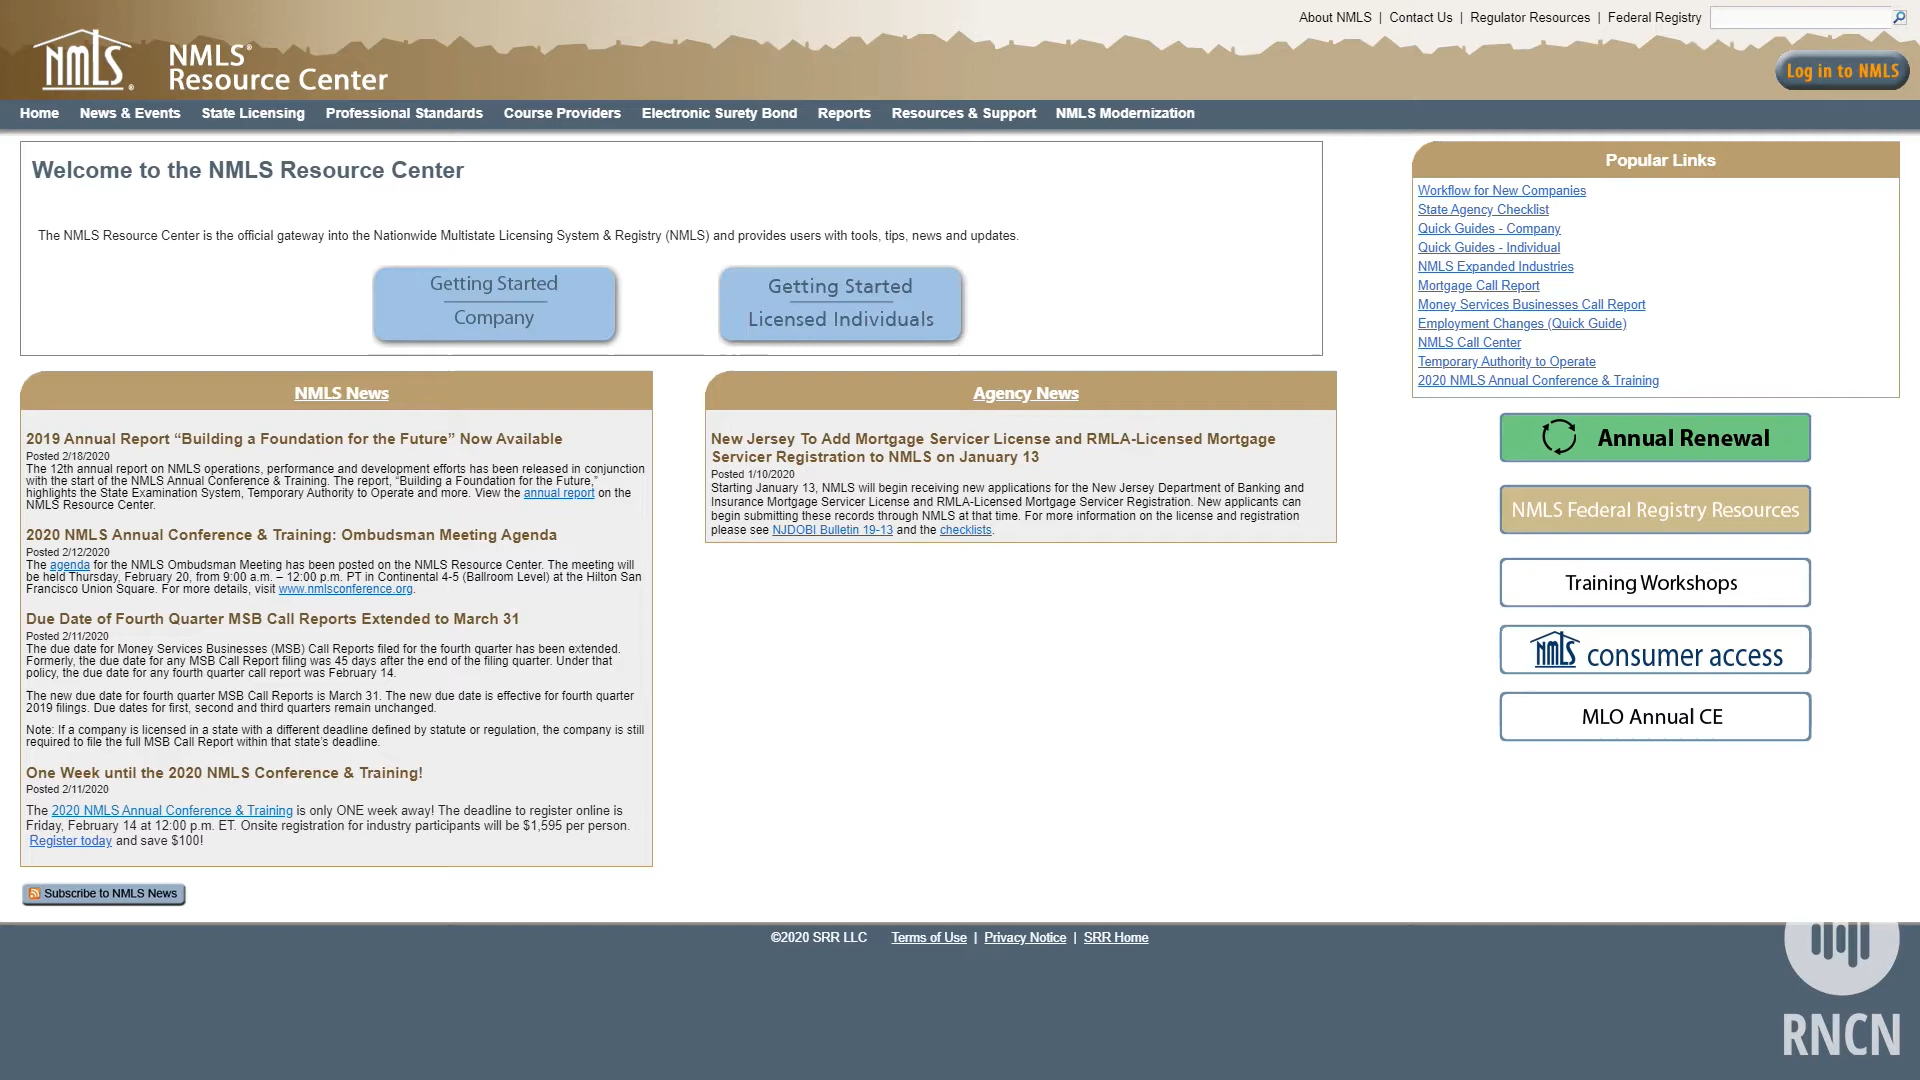 About NMLS | Contact Us | Regulator Resources | Federal Registry
nmls®
NMLS®
Resource Center
Log in to NMLS
Home News & Events State Licensing Professional Standards Course Providers Electronic Surety Bond Reports Resources & Support NMLS Modernization
Welcome to the NMLS Resource Center
The NMLS Resource Center is the official gateway into the Nationwide Multistate Licensing System & Registry (NMLS) and provides users with tools, tips, news and updates.
Getting Started
Company
Getting Started
Licensed Individuals
NMLS News
2019 Annual Report “Building a Foundation for the Future” Now Available
Posted 2/18/2020
The 12th annual report on NMLS operations, performance and development efforts has been released in conjunction
with the start of the NMLS Annual Conference & Training. The report, “Building a Foundation for the Future,”
highlights the State Examination System, Temporary Authority to Operate and more. View the annual report on the
NMLS Resource Center.
2020 NMLS Annual Conference & Training: Ombudsman Meeting Agenda
Posted 2/12/2020
The agenda for the NMLS Ombudsman Meeting has been posted on the NMLS Resource Center. The meeting will
be held Thursday, February 20, from 9:00 a.m. – 12:00 p.m. PT in Continental 4-5 (Ballroom Level) at the Hilton San
Francisco Union Square. For more details, visit www.nmlsconference.org.
Due Date of Fourth Quarter MSB Call Reports Extended to March 31
Posted 2/11/2020
The due date for Money Services Businesses (MSB) Call Reports filed for the fourth quarter has been extended.
Formerly, the due date for any MSB Call Report filing was 45 days after the end of the filing quarter. Under that
policy, the due date for any fourth quarter call report was February 14.
The new due date for fourth quarter MSB Call Reports is March 31. The new due date is effective for fourth quarter
2019 filings. Due dates for first, second and third quarters remain unchanged.
Note: If a company is licensed in a state with a different deadline defined by statute or regulation, the company is still
required to file the full MSB Call Report within that state’s deadline.
One Week until the 2020 NMLS Conference & Training!
Posted 2/11/2020
The 2020 NMLS Annual Conference & Training is only ONE week away! The deadline to register online is
Friday, February 14 at 12:00 p.m. ET. Onsite registration for industry participants will be $1,595 per person.
Register today and save $100!
Subscribe to NMLS News
Agency News
New Jersey To Add Mortgage Servicer License and RMLA-Licensed Mortgage
Servicer Registration to NMLS on January 13
Posted 1/10/2020
Starting January 13, NMLS will begin receiving new applications for the New Jersey Department of Banking and
Insurance Mortgage Servicer License and RMLA-Licensed Mortgage Servicer Registration. New applicants can
begin submitting these records through NMLS at that time. For more information on the license and registration
please see NJDOBI Bulletin 19-13 and the checklists.
Popular Links
Workflow for New Companies
State Agency Checklist
Quick Guides - Company
Quick Guides - Individual
NMLS Expanded Industries
Mortgage Call Report
Money Services Businesses Call Report
Employment Changes (Quick Guide)
NMLS Call Center
Temporary Authority to Operate
2020 NMLS Annual Conference & Training
Annual Renewal
NMLS Federal Registry Resources
Training Workshops
nmls consumer access
MLO Annual CE
©2020 SRR LLC Terms of Use | Privacy Notice | SRR Home
RNCN